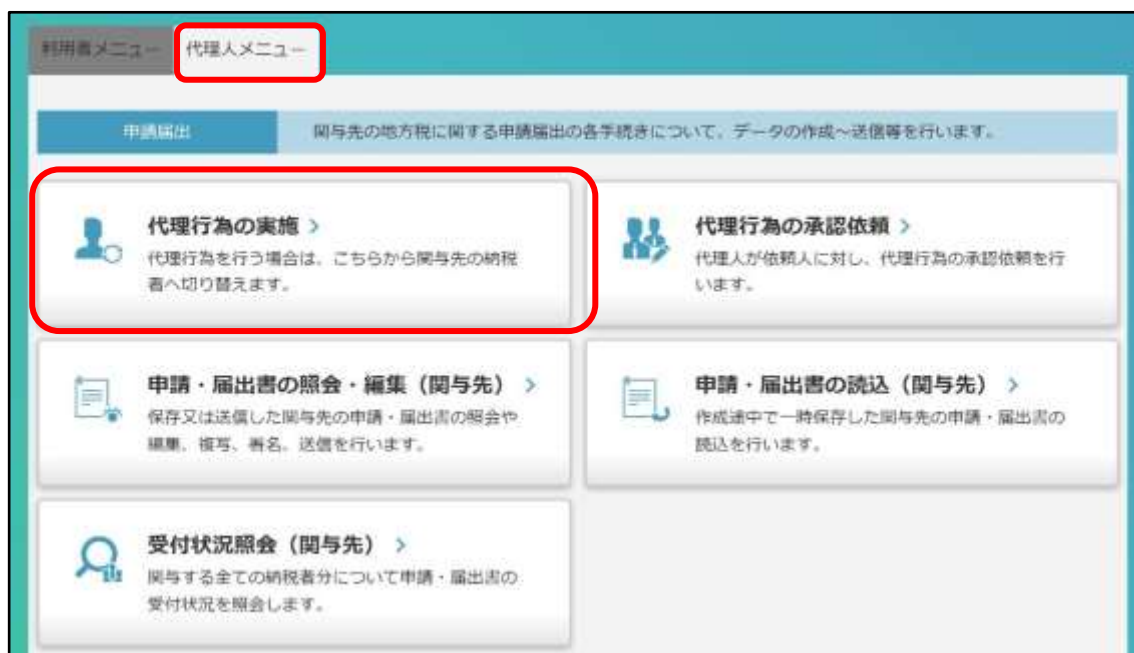 利用者メニュー 代理人メニュー
申請届出 関与先の地方税に関する申請届出の各手続きについて、データの作成～送信等を行います。
代理行為の実施 >
代理行為を行う場合は、こちらから関与先の納税
者へ切り替えます。
代理行為の承認依頼 >
代理人が依頼人に対し、代理行為の承認依頼を行
います。
申請・届出書の照会・編集（関与先） >
保存又は送信した関与先の申請・届出書の照会や
編集、複写、署名、送信を行います。
申請・届出書の読込（関与先） >
作成途中で一時保存した関与先の申請・届出書の
読込を行います。
受付状況照会（関与先） >
関与する全ての納税者分について申請・届出書の
受付状況を照会します。